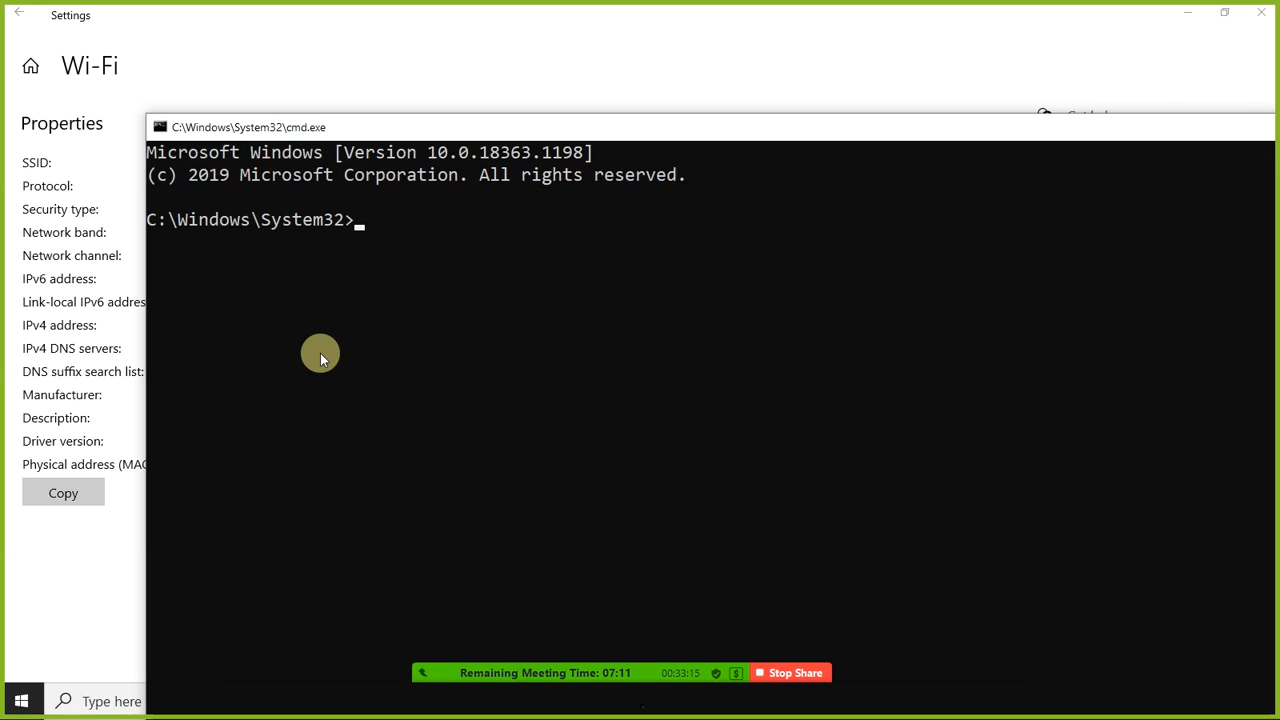 Settings
Wi-Fi
Properties
SSID:
Protocol:
Security type:
Network band:
Network channel:
IPv6 address:
Link-local IPv6 addres
IPv4 address:
IPv4 DNS servers:
DNS suffix search list:
Manufacturer:
Description:
Driver version:
Physical address (MAC
Copy
C:\Windows\System32\cmd.exe
Microsoft Windows [Version 10.0.18363.1198]
(c) 2019 Microsoft Corporation. All rights reserved.
C:\Windows\System32>
Remaining Meeting Time: 07:11 00:33:15 $ Stop Share
Type here